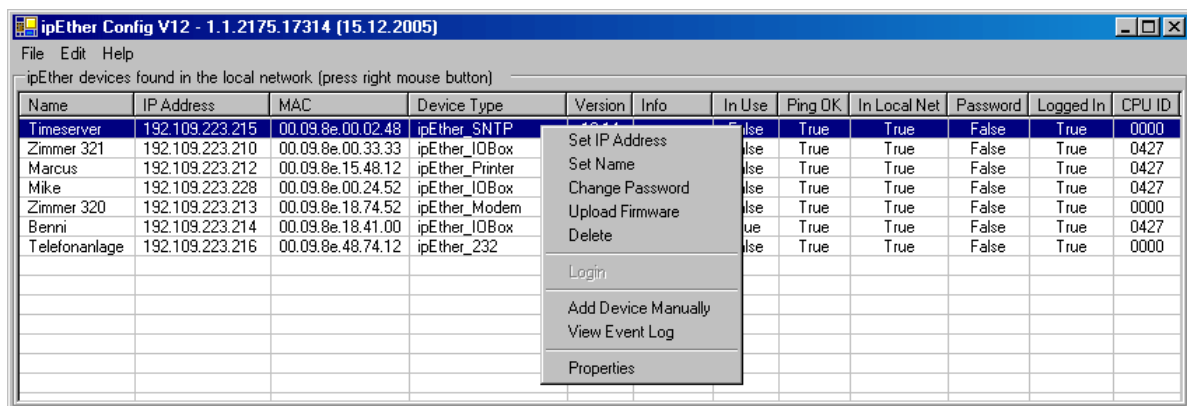 ipEther Config V12 - 1.1.2175.17314 (15.12.2005)
File Edit Help
ipEther devices found in the local network (press right mouse button)
Name IP Address MAC Device Type Version Info In Use Ping OK In Local Net Password Logged In CPU ID
Timeserver 192.109.223.215 00.09.8e.00.02.48 ipEther_SNTP True True False True 0000
Zimmer 321 192.109.223.210 00.09.8e.00.33.33 ipEther_IOBox True True False True 0427
Marcus 192.109.223.212 00.09.8e.15.48.12 ipEther_Printer True True False True 0427
Mike 192.109.223.228 00.09.8e.00.24.52 ipEther_IOBox True True False True 0427
Zimmer 320 192.109.223.213 00.09.8e.18.74.52 ipEther_Modem True True False True 0000
Benni 192.109.223.214 00.09.8e.18.41.00 ipEther_IOBox True True False True 0427
Telefonanlage 192.109.223.216 00.09.8e.48.74.12 ipEther_232 True True False True 0000
Set IP Address
Set Name
Change Password
Upload Firmware
Delete
Login
Add Device Manually
View Event Log
Properties